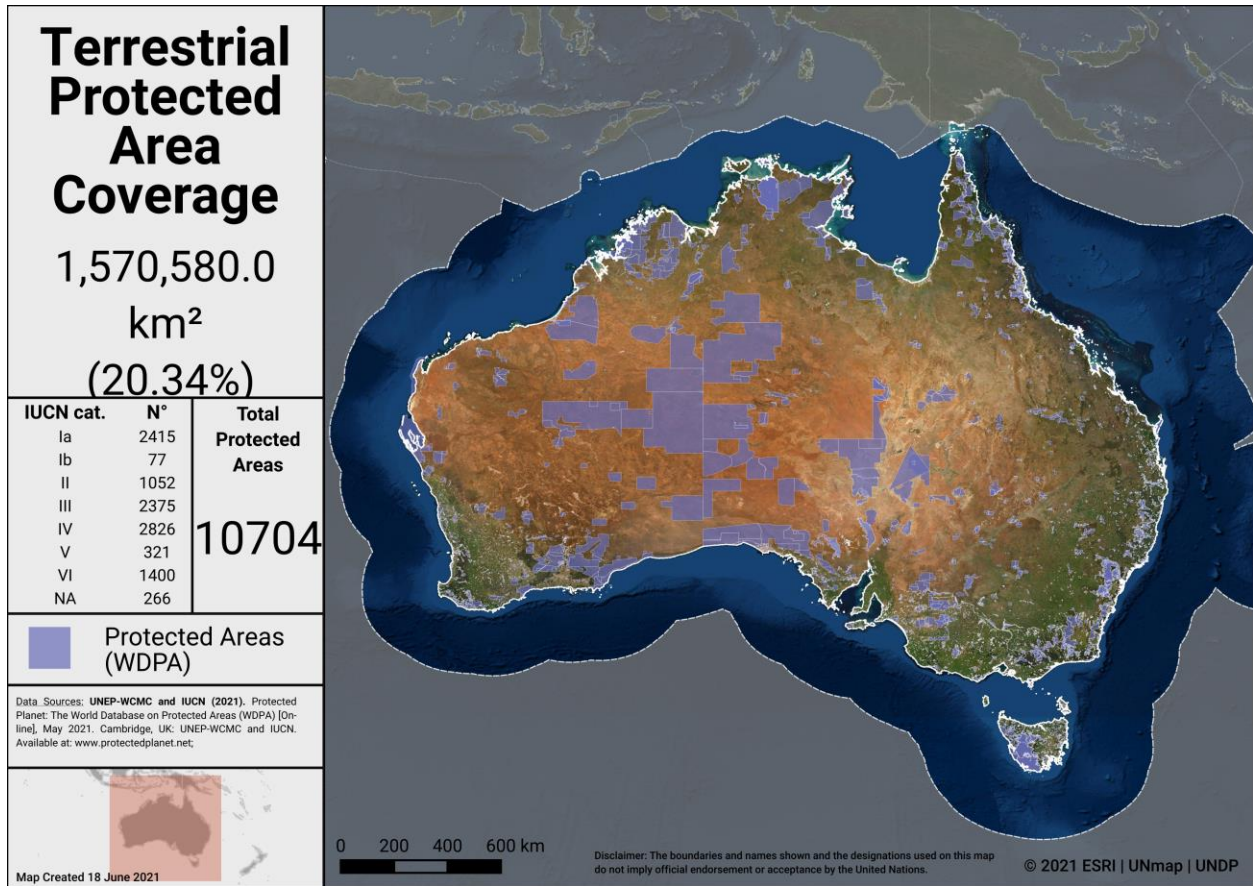 Terrestrial
Protected
Area
Coverage
1,570,580.0
km²
(20.34%)
IUCN cat. N°
Ia 2415
Ib 77
II 1052
III 2375
IV 2826
V 321
VI 1400
NA 266
Total
Protected
Areas
10704
Protected Areas
(WDPA)
Data Sources: UNEP-WCMC and IUCN (2021). Protected
Planet: The World Database on Protected Areas (WDPA) [On-
line], May 2021. Cambridge, UK: UNEP-WCMC and IUCN.
Available at: www.protectedplanet.net;
Map Created 18 June 2021
0 200 400 600 km
Disclaimer: The boundaries and names shown and the designations used on this map
do not imply official endorsement or acceptance by the United Nations.
© 2021 ESRI | UNmap | UNDP